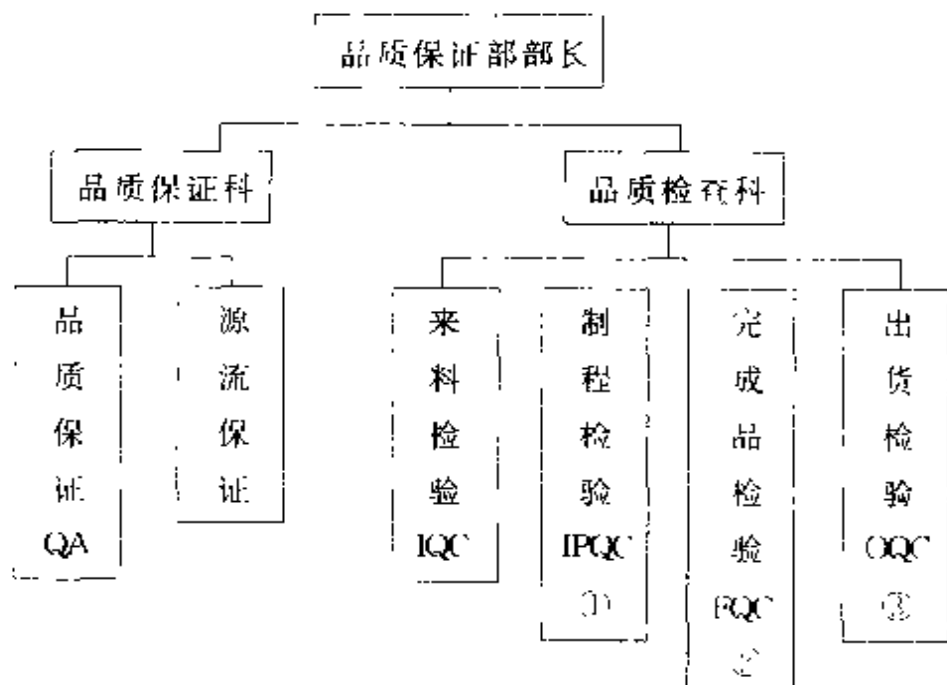 品质保证部部长
品质保证科
品质检查科
品质保证QA
源流保证
来料检验IQC
制程检验IPQC①
完成品检验FQC②
出货检验OQC③